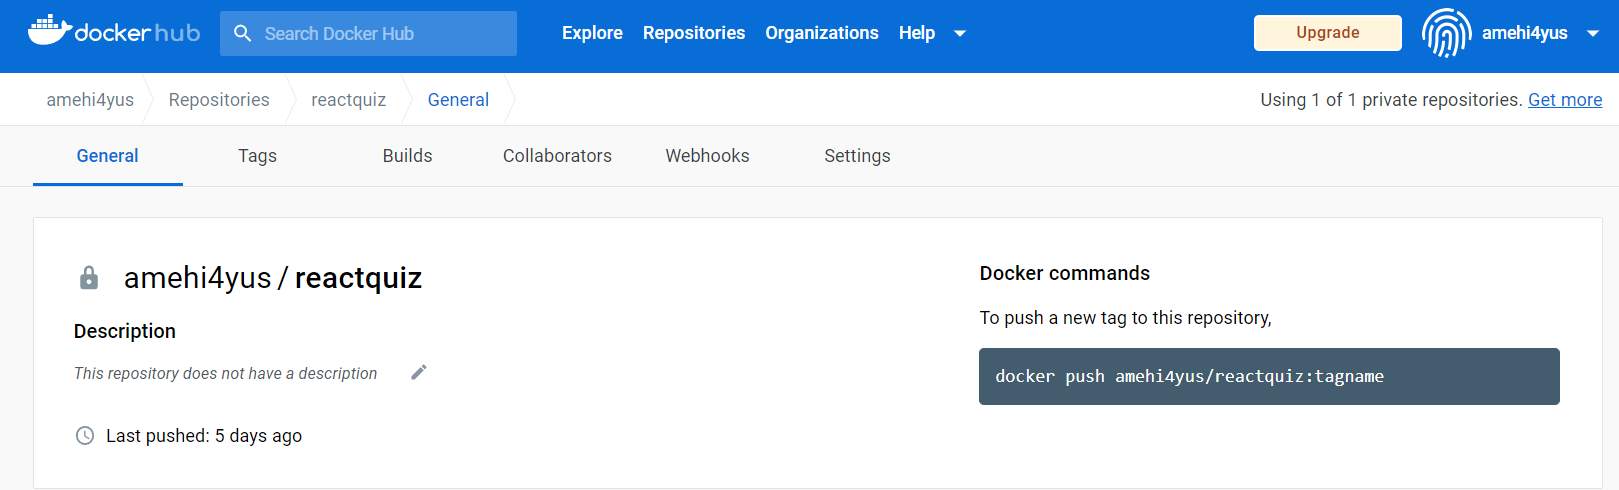 docker hub Search Docker Hub Explore Repositories Organizations Help Upgrade amehi4yus
amehi4yus Repositories reactquiz General Using 1 of 1 private repositories. Get more
General Tags Builds Collaborators Webhooks Settings
amehi4yus / reactquiz
Description
This repository does not have a description
Last pushed: 5 days ago
Docker commands
To push a new tag to this repository,
docker push amehi4yus/reactquiz:tagname